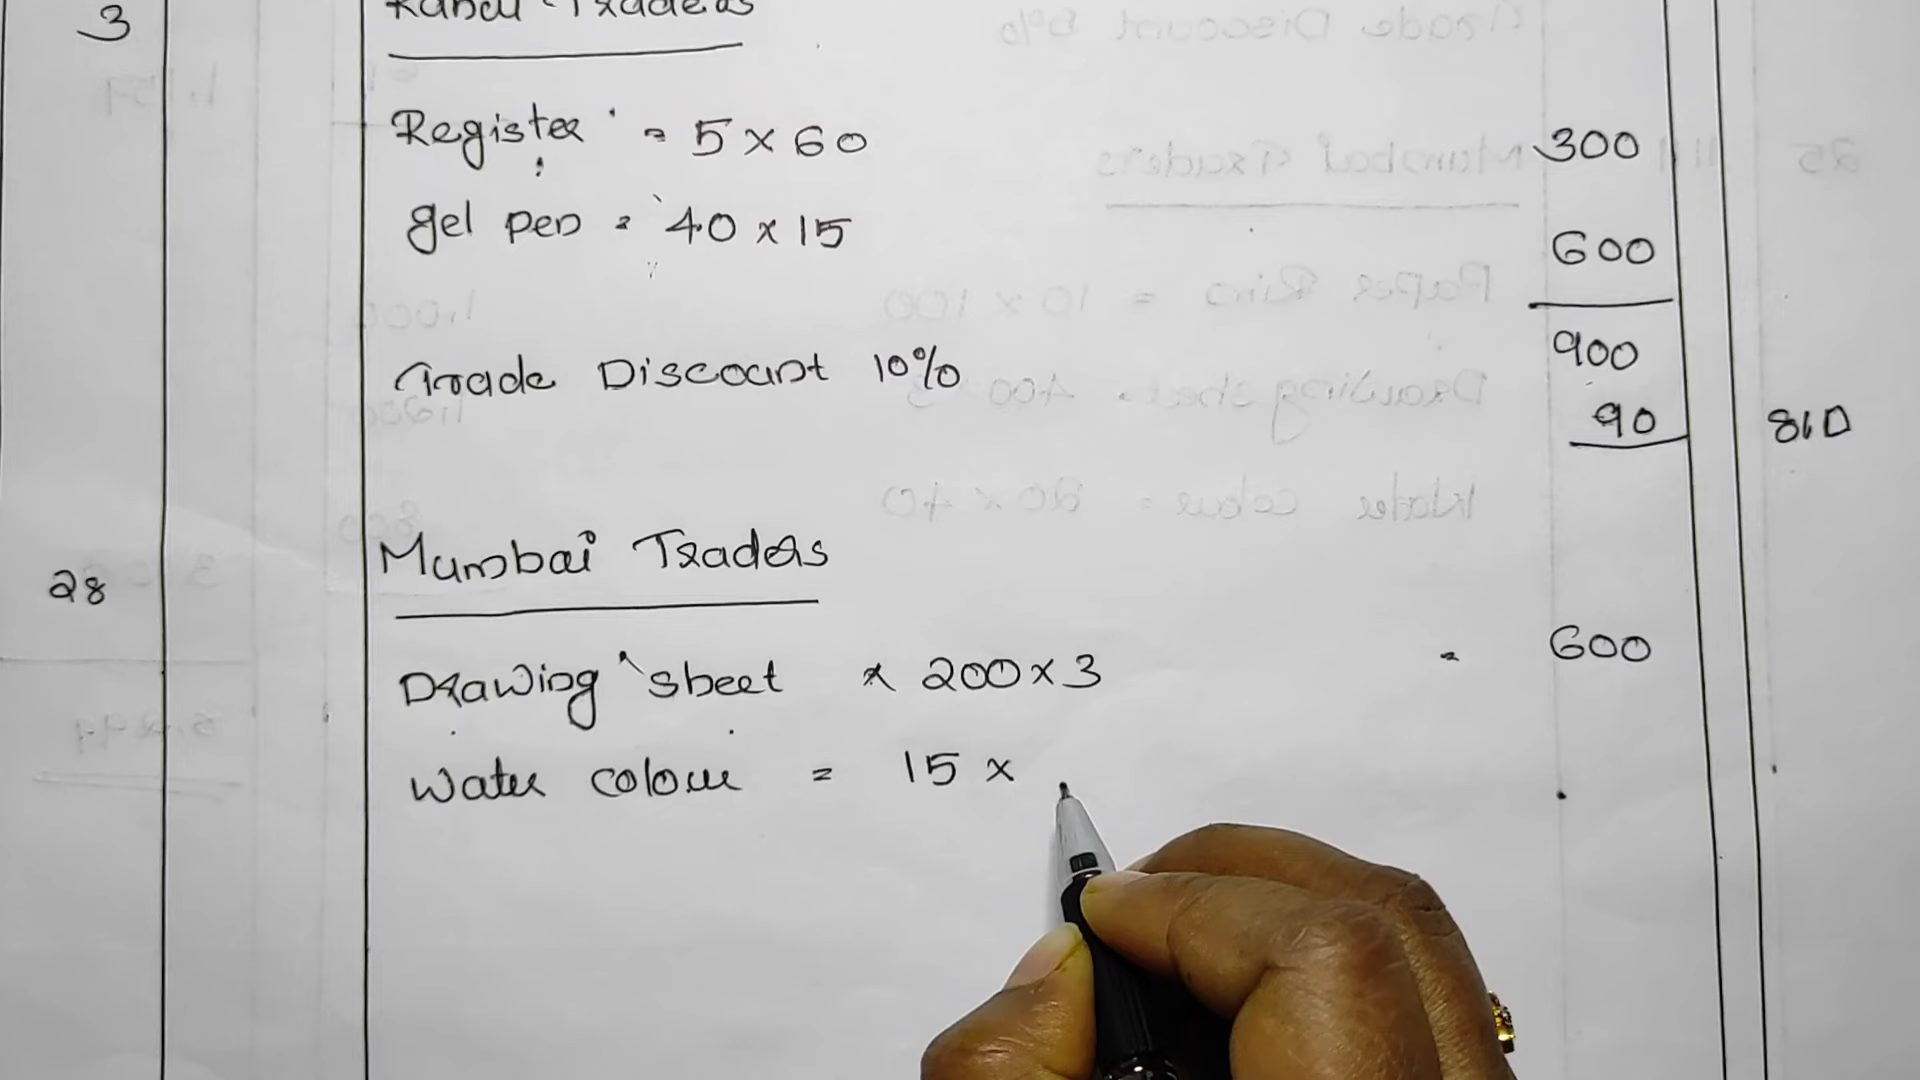 3 Traders
Register = 5 x 60 300
gel pen = 40 x 15 600
900
Trade Discount 10% 90 810
28 Mumbai Traders
Drawing sheet x 200 x 3 = 600
Water colour = 15 x